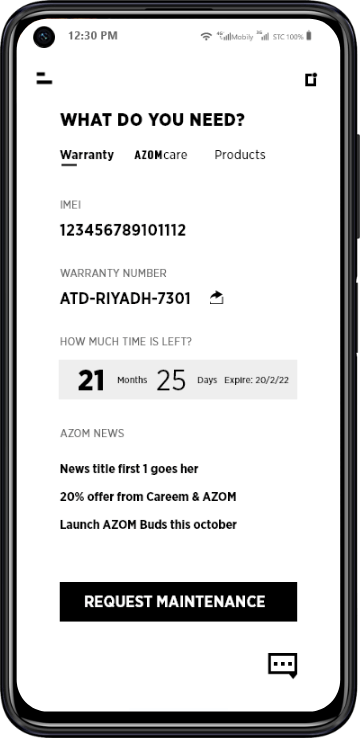 12:30 PM 4G Mobily 3G STC 100%
WHAT DO YOU NEED?
Warranty AZOMcare Products
IMEI
123456789101112
WARRANTY NUMBER
ATD-RIYADH-7301
HOW MUCH TIME IS LEFT?
21 Months 25 Days Expire: 20/2/22
AZOM NEWS
News title first 1 goes her
20% offer from Careem & AZOM
Launch AZOM Buds this october
REQUEST MAINTENANCE